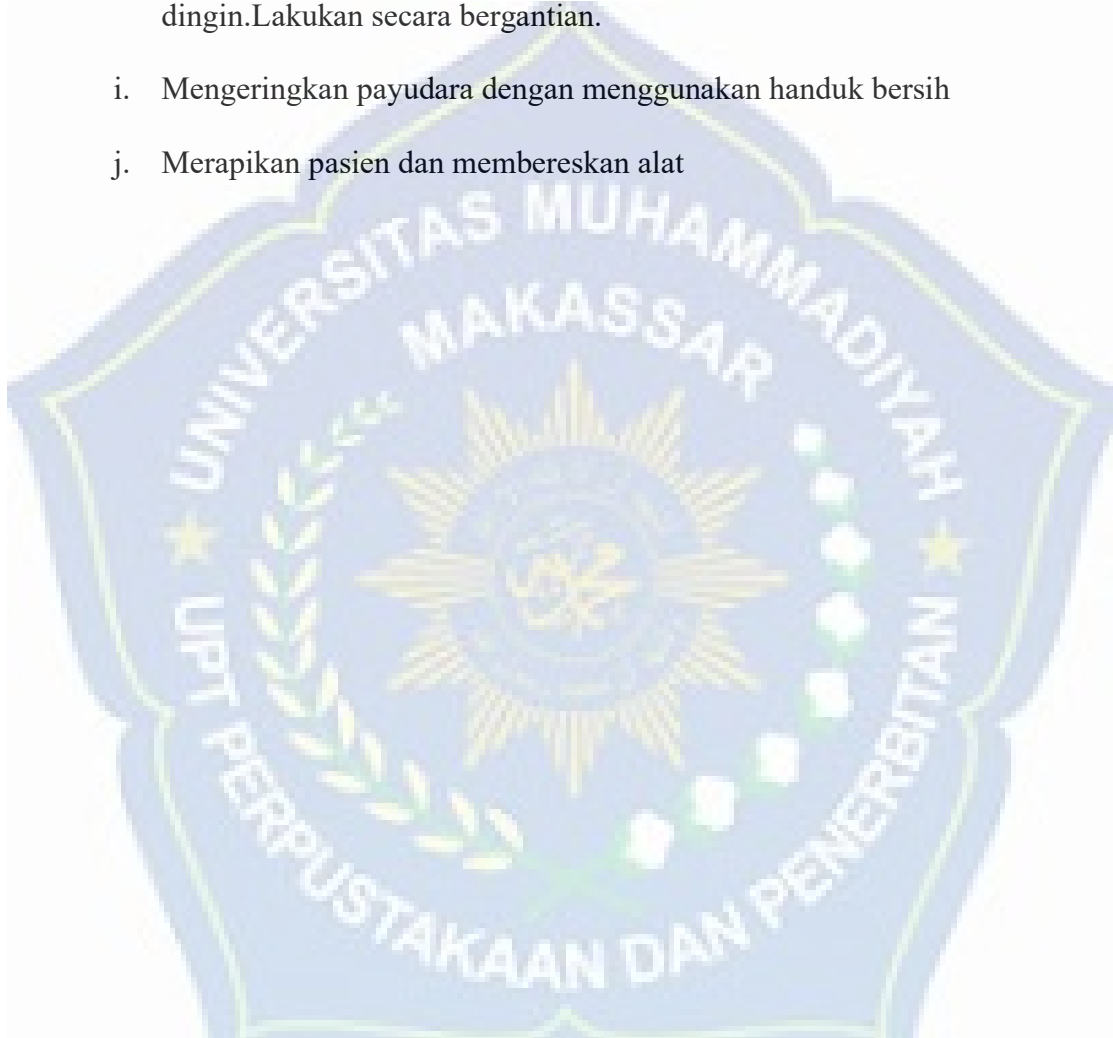 dingin.Lakukan secara bergantian.
i. Mengeringkan payudara dengan menggunakan handuk bersih
j. Merapikan pasien dan membereskan alat
UNIVERSITAS MUHAMMADIYAH
MAKASSAR
UPT PERPUSTAKAAN DAN PENERBITAN